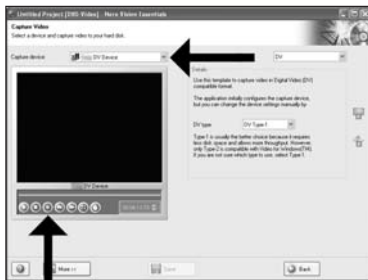 Untitled Project [DVD-Video] - Nero Vision Essentials
Capture Video
Select a device and capture video to your hard disk.
Capture device:
DV Device
DV
Details
Use this template to capture video in Digital Video (DV)
compatible format.
The application initially configures the capture device,
but you can change the device settings manually by
DV type
DV Type-1
Type-1 is usually the better choice because it requires
less disk space and allows more throughput. However,
only Type-2 is compatible with Video for Windows(TM).
If you are not sure which type to use, select Type-1.
DV Device
More >>
Save
Back